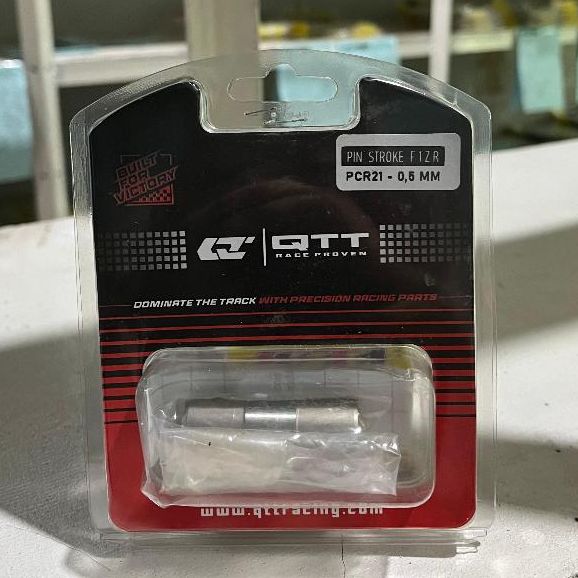 BUILT
FOR
VICTORY
PIN STROKE F1ZR
PCR21 - 0,5 MM
QTT
RACE PROVEN
DOMINATE THE TRACK WITH PRECISION RACING PARTS
www.qttracing.com